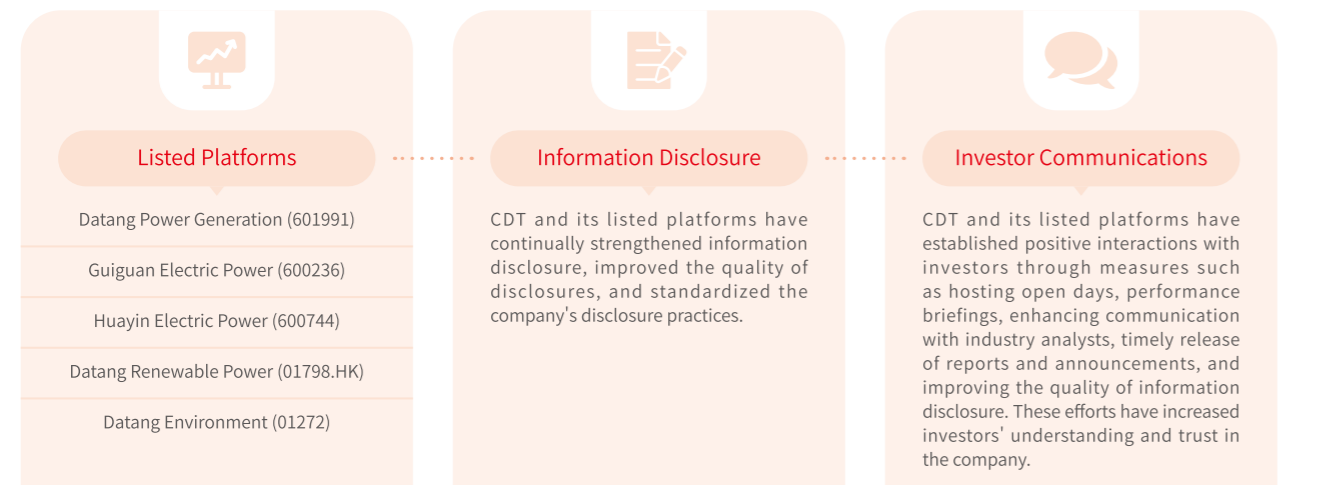 Listed Platforms
Datang Power Generation (601991)
Guiguan Electric Power (600236)
Huayin Electric Power (600744)
Datang Renewable Power (01798.HK)
Datang Environment (01272)
Information Disclosure
CDT and its listed platforms have
continually strengthened information
disclosure, improved the quality of
disclosures, and standardized the
company's disclosure practices.
Investor Communications
CDT and its listed platforms have
established positive interactions with
investors through measures such
as hosting open days, performance
briefings, enhancing communication
with industry analysts, timely release
of reports and announcements, and
improving the quality of information
disclosure. These efforts have increased
investors' understanding and trust in
the company.